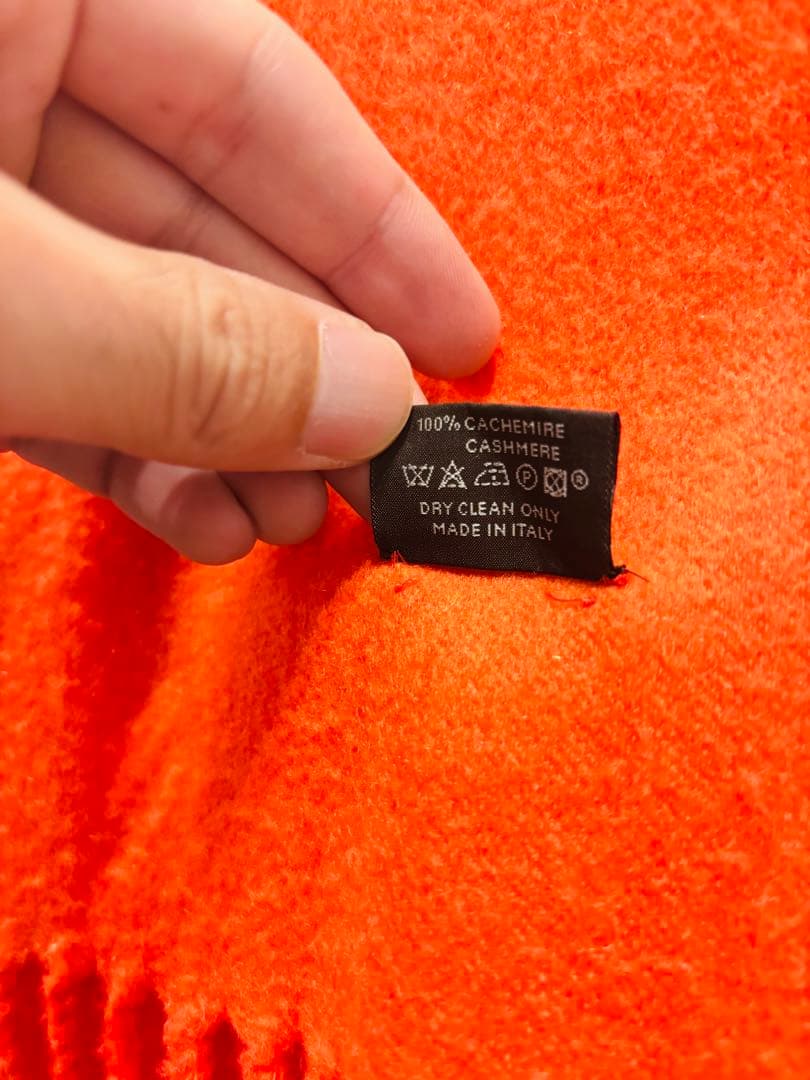 100% CACHEMIRE
CASHMERE
P ®
DRY CLEAN ONLY
MADE IN ITALY